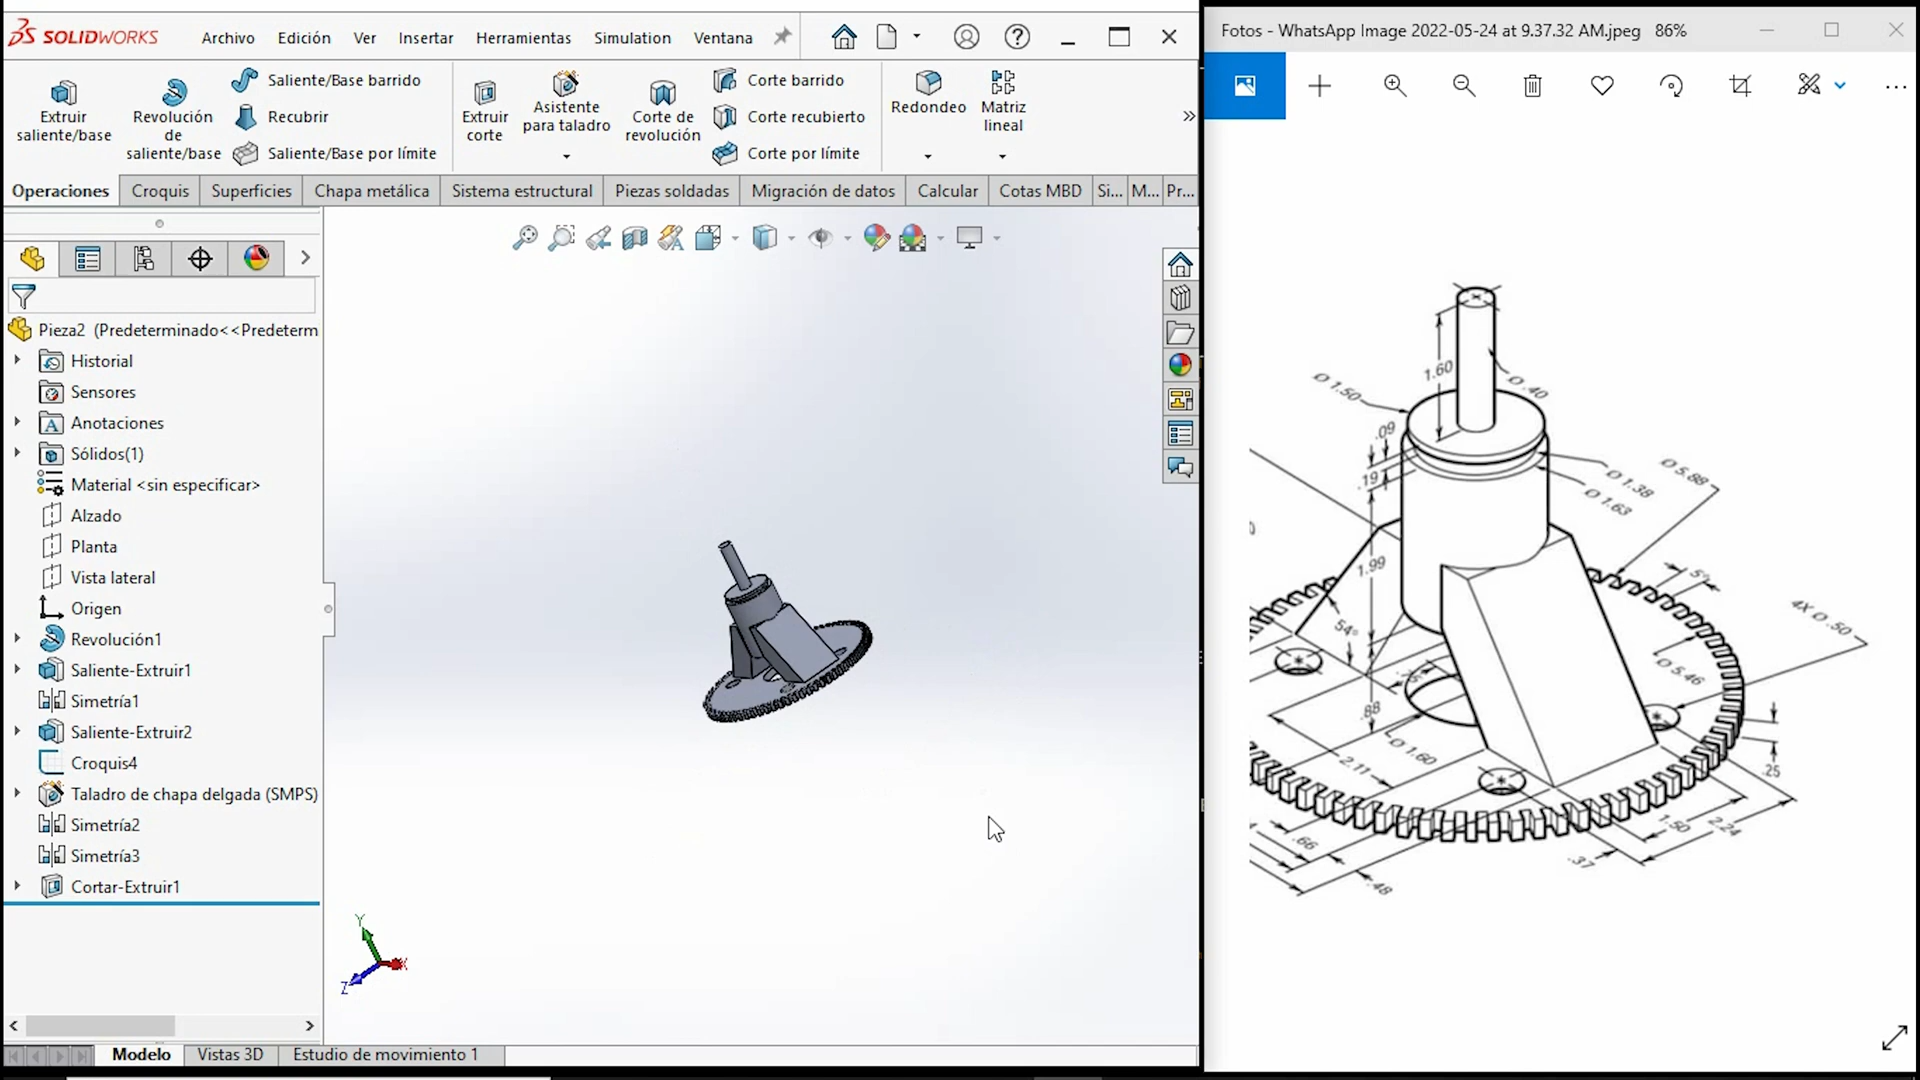 SOLIDWORKS
Archivo Edición Ver Insertar Herramientas Simulation Ventana
Extruir saliente/base
Revolución de saliente/base
Saliente/Base barrido
Recubrir
Saliente/Base por límite
Extruir corte
Asistente para taladro
Corte de revolución
Corte barrido
Corte recubierto
Corte por límite
Redondeo
Matriz lineal
Operaciones Croquis Superficies Chapa metálica Sistema estructural Piezas soldadas Migración de datos Calcular Cotas MBD Si... M... Pr...
Pieza2 (Predeterminado<<Predeterm
Historial
Sensores
Anotaciones
Sólidos(1)
Material <sin especificar>
Alzado
Planta
Vista lateral
Origen
Revolución1
Saliente-Extruir1
Simetría1
Saliente-Extruir2
Croquis4
Taladro de chapa delgada (SMPS)
Simetría2
Simetría3
Cortar-Extruir1
Y
X
Z
Modelo Vistas 3D Estudio de movimiento 1
Fotos - WhatsApp Image 2022-05-24 at 9.37.32 AM.jpeg 86%
1.60
Ø 1.50
Ø .40
.09
.19
Ø 1.38
Ø 1.63
Ø 5.88
1.99
5°
54°
4X Ø .50
Ø 5.46
.75
.88
Ø 1.60
2.11
.25
1.50
2.24
.66
.37
.48